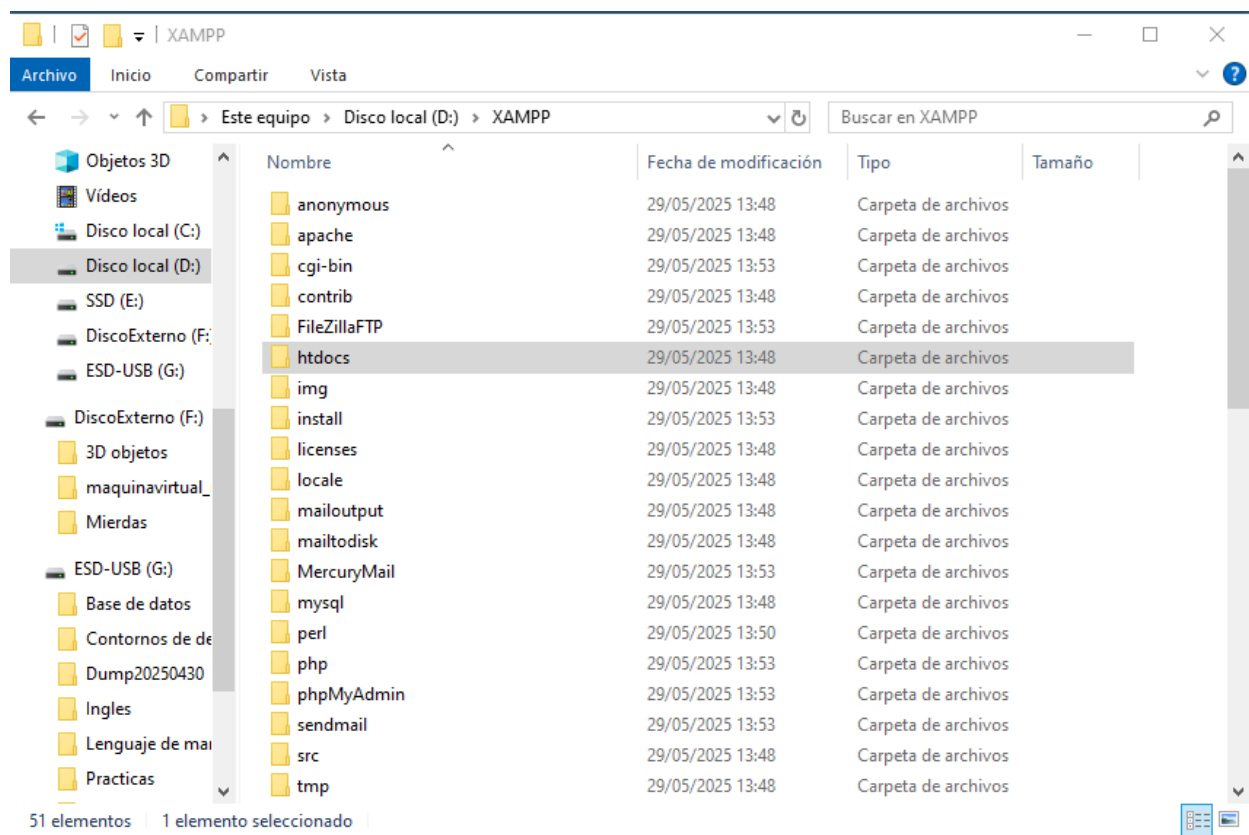 XAMPP
Archivo Inicio Compartir Vista
Este equipo > Disco local (D:) > XAMPP Buscar en XAMPP
Objetos 3D
Vídeos
Disco local (C:)
Disco local (D:)
SSD (E:)
DiscoExterno (F:
ESD-USB (G:)
DiscoExterno (F:)
3D objetos
maquinavirtual_
Mierdas
ESD-USB (G:)
Base de datos
Contornos de de
Dump20250430
Ingles
Lenguaje de mar
Practicas
Nombre Fecha de modificación Tipo Tamaño
anonymous 29/05/2025 13:48 Carpeta de archivos
apache 29/05/2025 13:48 Carpeta de archivos
cgi-bin 29/05/2025 13:53 Carpeta de archivos
contrib 29/05/2025 13:48 Carpeta de archivos
FileZillaFTP 29/05/2025 13:53 Carpeta de archivos
htdocs 29/05/2025 13:48 Carpeta de archivos
img 29/05/2025 13:48 Carpeta de archivos
install 29/05/2025 13:53 Carpeta de archivos
licenses 29/05/2025 13:48 Carpeta de archivos
locale 29/05/2025 13:48 Carpeta de archivos
mailoutput 29/05/2025 13:48 Carpeta de archivos
mailtodisk 29/05/2025 13:48 Carpeta de archivos
MercuryMail 29/05/2025 13:53 Carpeta de archivos
mysql 29/05/2025 13:48 Carpeta de archivos
perl 29/05/2025 13:50 Carpeta de archivos
php 29/05/2025 13:53 Carpeta de archivos
phpMyAdmin 29/05/2025 13:53 Carpeta de archivos
sendmail 29/05/2025 13:53 Carpeta de archivos
src 29/05/2025 13:48 Carpeta de archivos
tmp 29/05/2025 13:48 Carpeta de archivos
51 elementos 1 elemento seleccionado